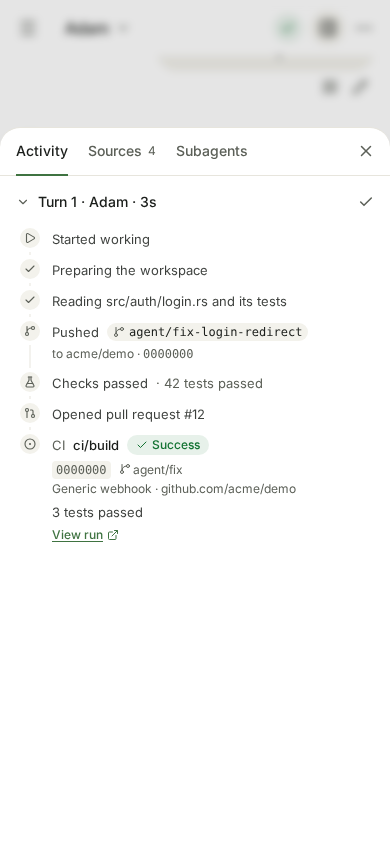 Adam
Activity
Sources 4
Subagents
Turn 1 · Adam · 3s
Started working
Preparing the workspace
Reading src/auth/login.rs and its tests
Pushed agent/fix-login-redirect
to acme/demo · 0000000
Checks passed · 42 tests passed
Opened pull request #12
CI ci/build Success
0000000 agent/fix
Generic webhook · github.com/acme/demo
3 tests passed
View run